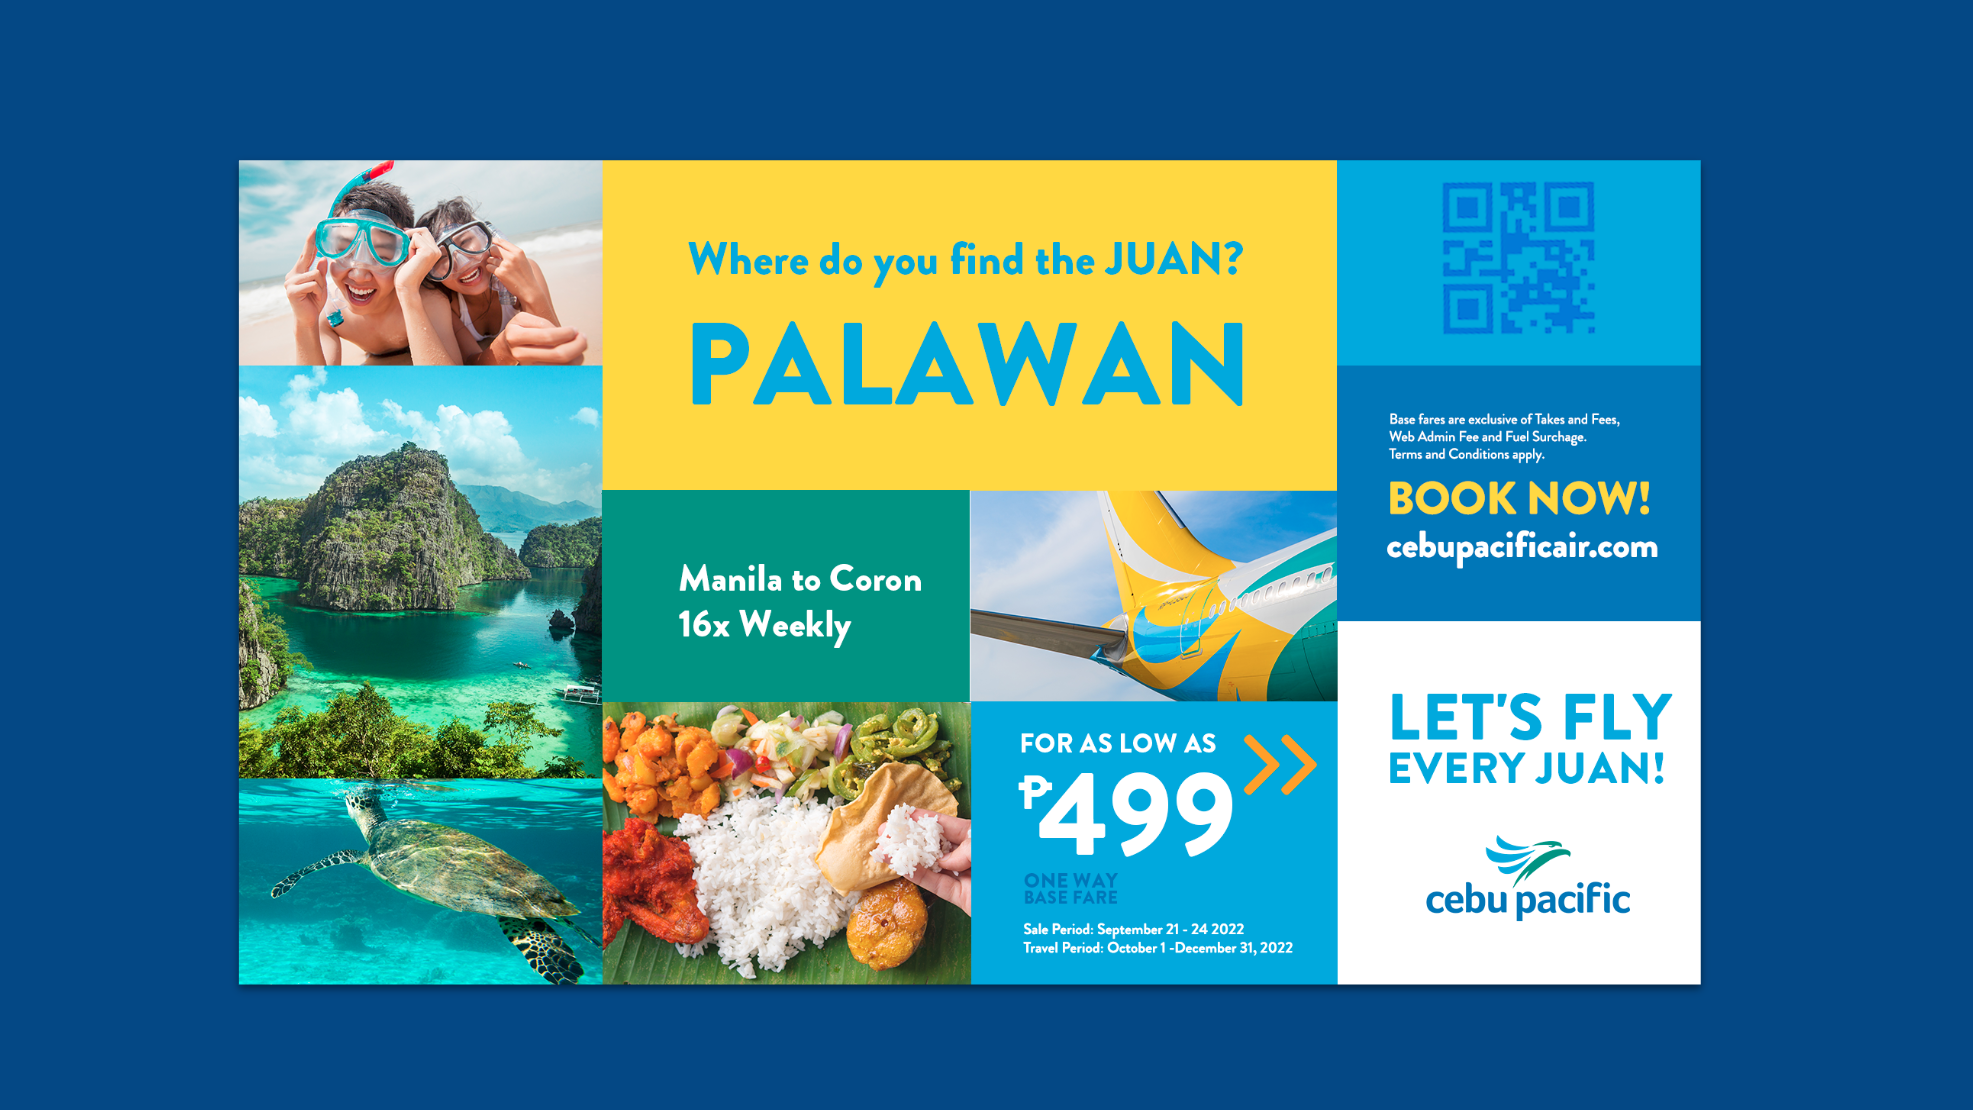 Where do you find the JUAN?
PALAWAN
Manila to Coron
16x Weekly
FOR AS LOW AS
₱499
ONE WAY
BASE FARE
Sale Period: September 21 - 24 2022
Travel Period: October 1 -December 31, 2022
Base fares are exclusive of Takes and Fees,
Web Admin Fee and Fuel Surchage.
Terms and Conditions apply.
BOOK NOW!
cebupacificair.com
LET'S FLY
EVERY JUAN!
cebu pacific